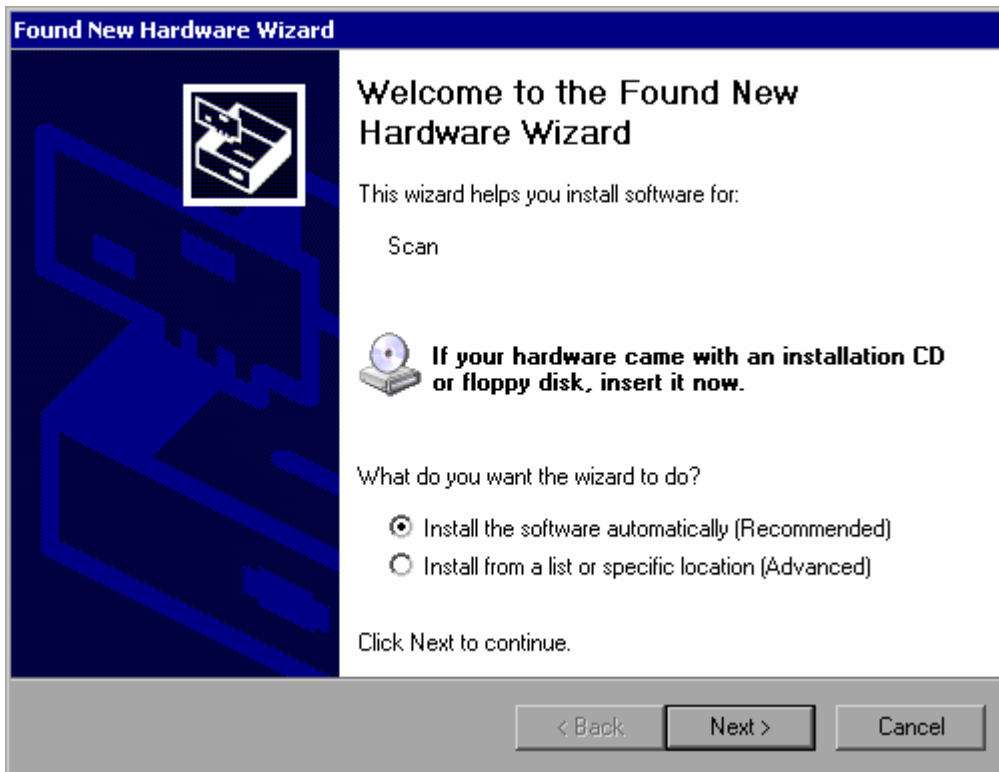 Found New Hardware Wizard
Welcome to the Found New
Hardware Wizard
This wizard helps you install software for:
Scan
If your hardware came with an installation CD
or floppy disk, insert it now.
What do you want the wizard to do?
Install the software automatically (Recommended)
Install from a list or specific location (Advanced)
Click Next to continue.
< Back Next > Cancel